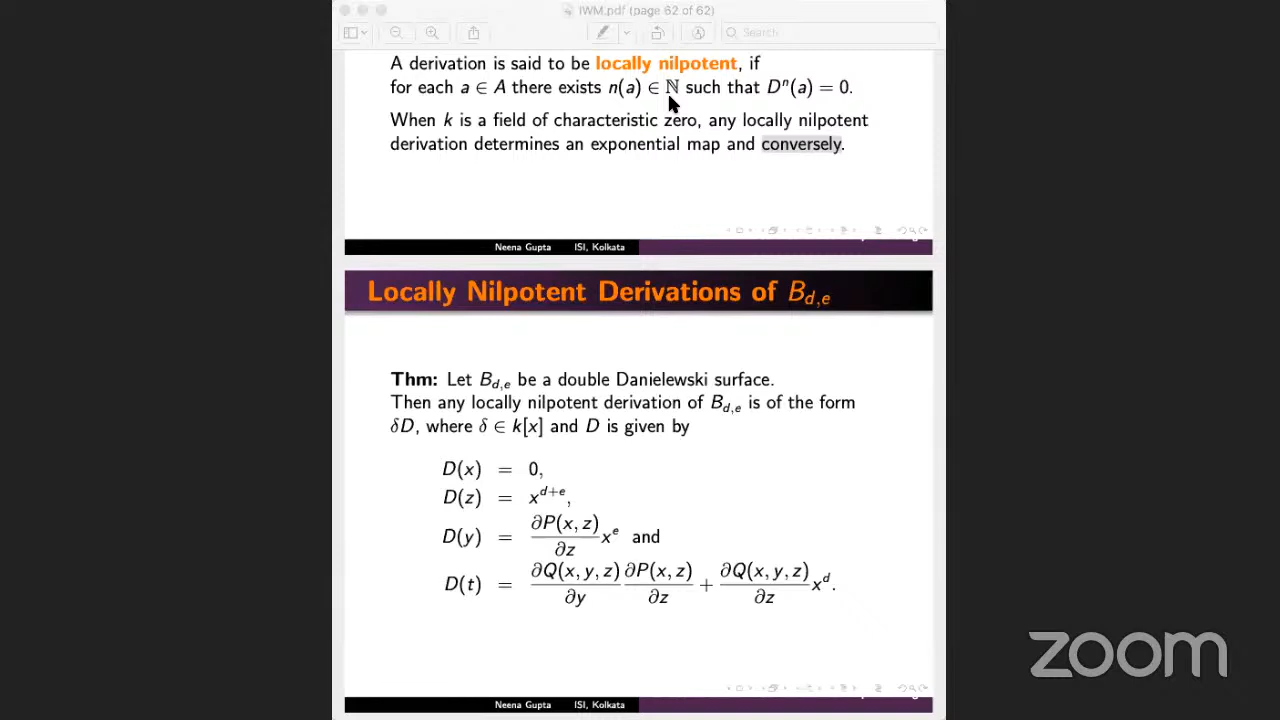 IWM.pdf (page 62 of 62)
Search
A derivation is said to be locally nilpotent, if
for each a ∈ A there exists n(a) ∈ ℕ such that Dⁿ(a) = 0.
When k is a field of characteristic zero, any locally nilpotent
derivation determines an exponential map and conversely.
Neena Gupta ISI, Kolkata
Locally Nilpotent Derivations of B_{d,e}
Thm: Let B_{d,e} be a double Danielewski surface.
Then any locally nilpotent derivation of B_{d,e} is of the form
δD, where δ ∈ k[x] and D is given by
D(x) = 0,
D(z) = x^{d+e},
D(y) = ∂P(x, z)/∂z x^e and
D(t) = ∂Q(x, y, z)/∂y ∂P(x, z)/∂z + ∂Q(x, y, z)/∂z x^d.
Neena Gupta ISI, Kolkata
zoom